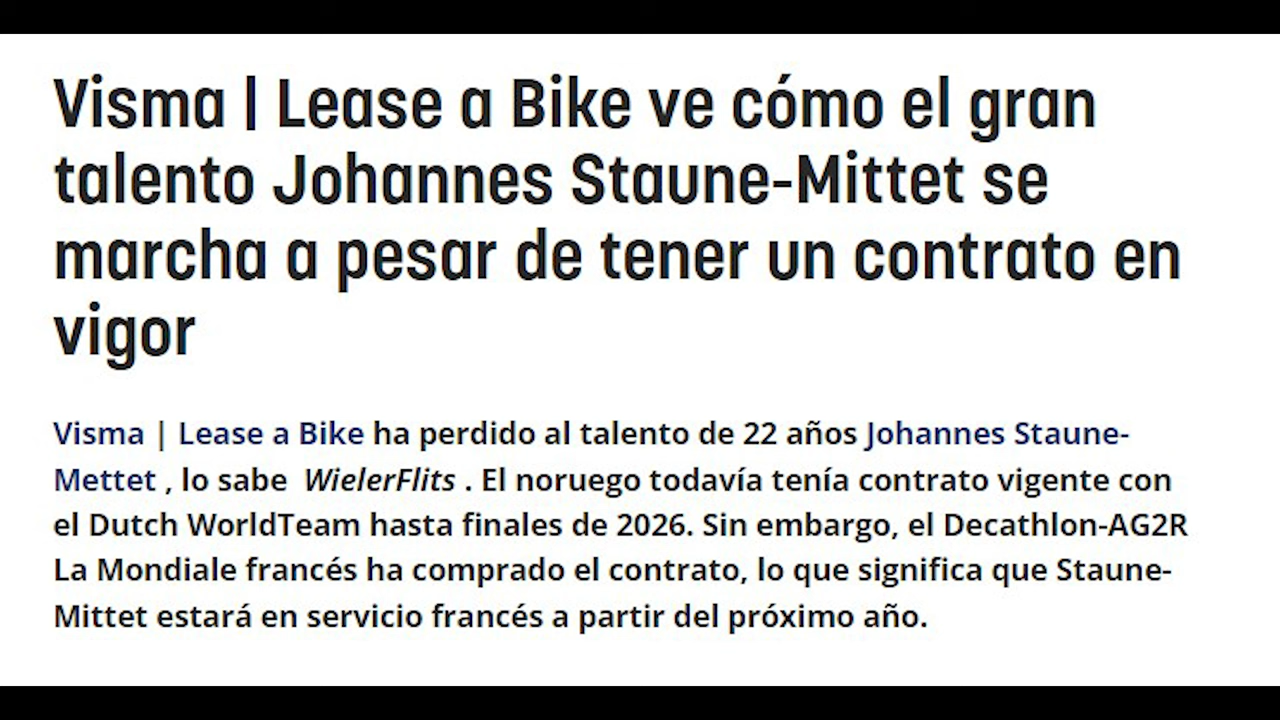 Visma | Lease a Bike ve cómo el gran
talento Johannes Staune-Mittet se
marcha a pesar de tener un contrato en
vigor
Visma | Lease a Bike ha perdido al talento de 22 años Johannes Staune-
Mettet , lo sabe WielerFlits . El noruego todavía tenía contrato vigente con
el Dutch WorldTeam hasta finales de 2026. Sin embargo, el Decathlon-AG2R
La Mondiale francés ha comprado el contrato, lo que significa que Staune-
Mittet estará en servicio francés a partir del próximo año.